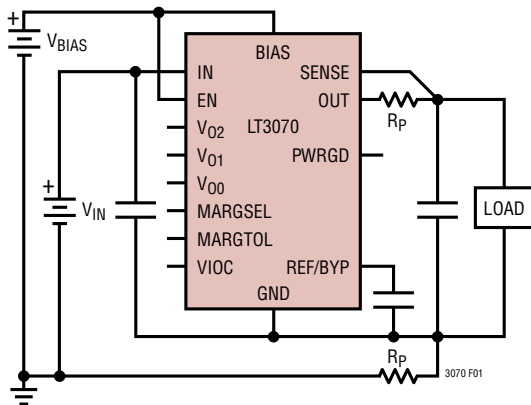 +
V_BIAS
BIAS
IN
SENSE
EN
OUT
V_O2
LT3070
R_P
V_O1
PWRGD
+
V_IN
V_O0
LOAD
MARGSEL
MARGTOL
VIOC
REF/BYP
GND
R_P
3070 F01